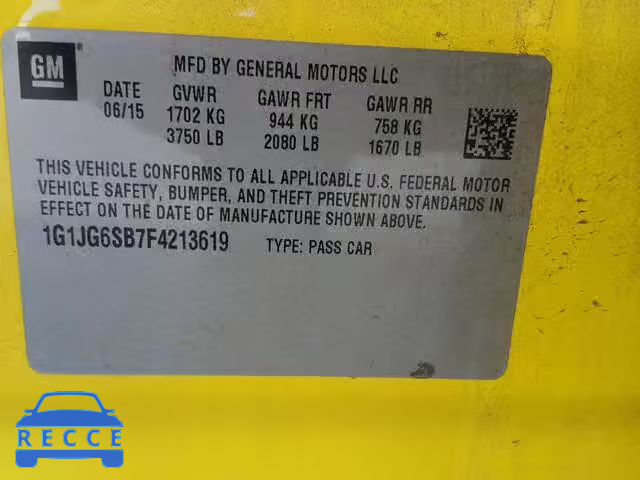 GM
MFD BY GENERAL MOTORS LLC
DATE GVWR GAWR FRT GAWR RR
06/15 1702 KG 944 KG 758 KG
3750 LB 2080 LB 1670 LB
THIS VEHICLE CONFORMS TO ALL APPLICABLE U.S. FEDERAL MOTOR
VEHICLE SAFETY, BUMPER, AND THEFT PREVENTION STANDARDS IN
EFFECT ON THE DATE OF MANUFACTURE SHOWN ABOVE.
1G1JG6SB7F4213619 TYPE: PASS CAR
RECCE